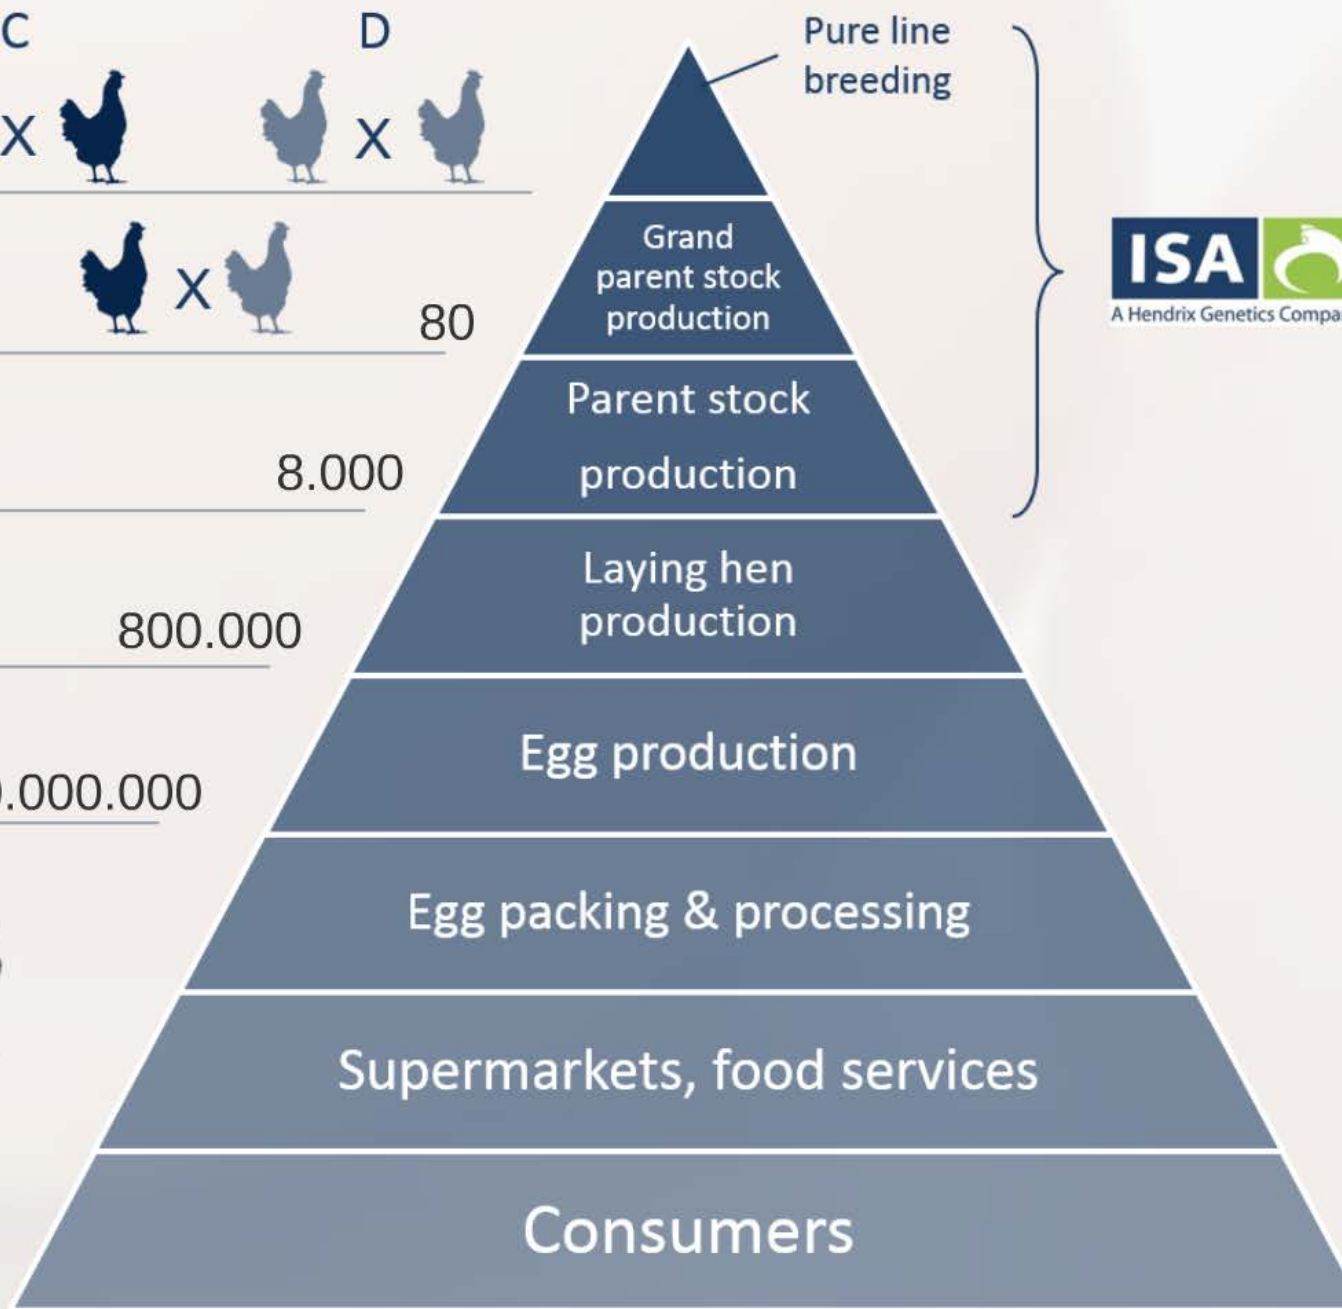 C
D
Pure line
breeding
X
X
Grand
parent stock
production
X
80
ISA
A Hendrix Genetics
Parent stock
production
8.000
Laying hen
production
800.000
Egg production
.000.000
Egg packing & processing
Supermarkets, food services
Consumers